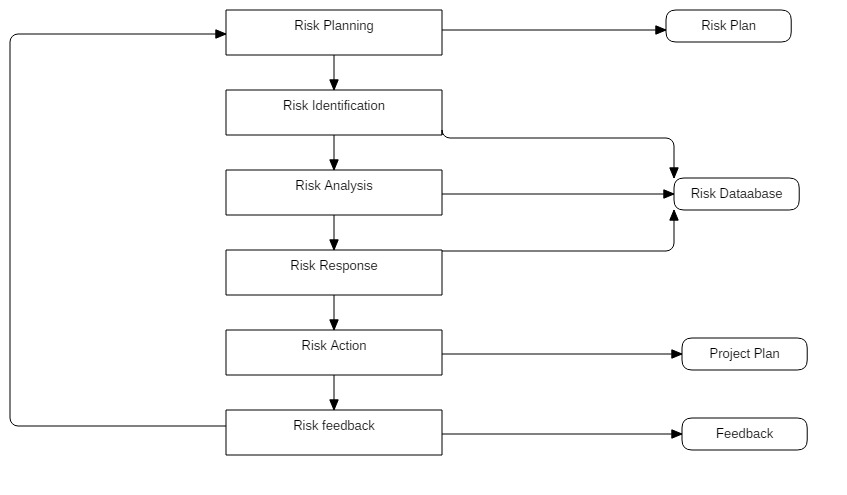 Risk Planning
Risk Plan
Risk Identification
Risk Analysis
Risk Dataabase
Risk Response
Risk Action
Project Plan
Risk feedback
Feedback